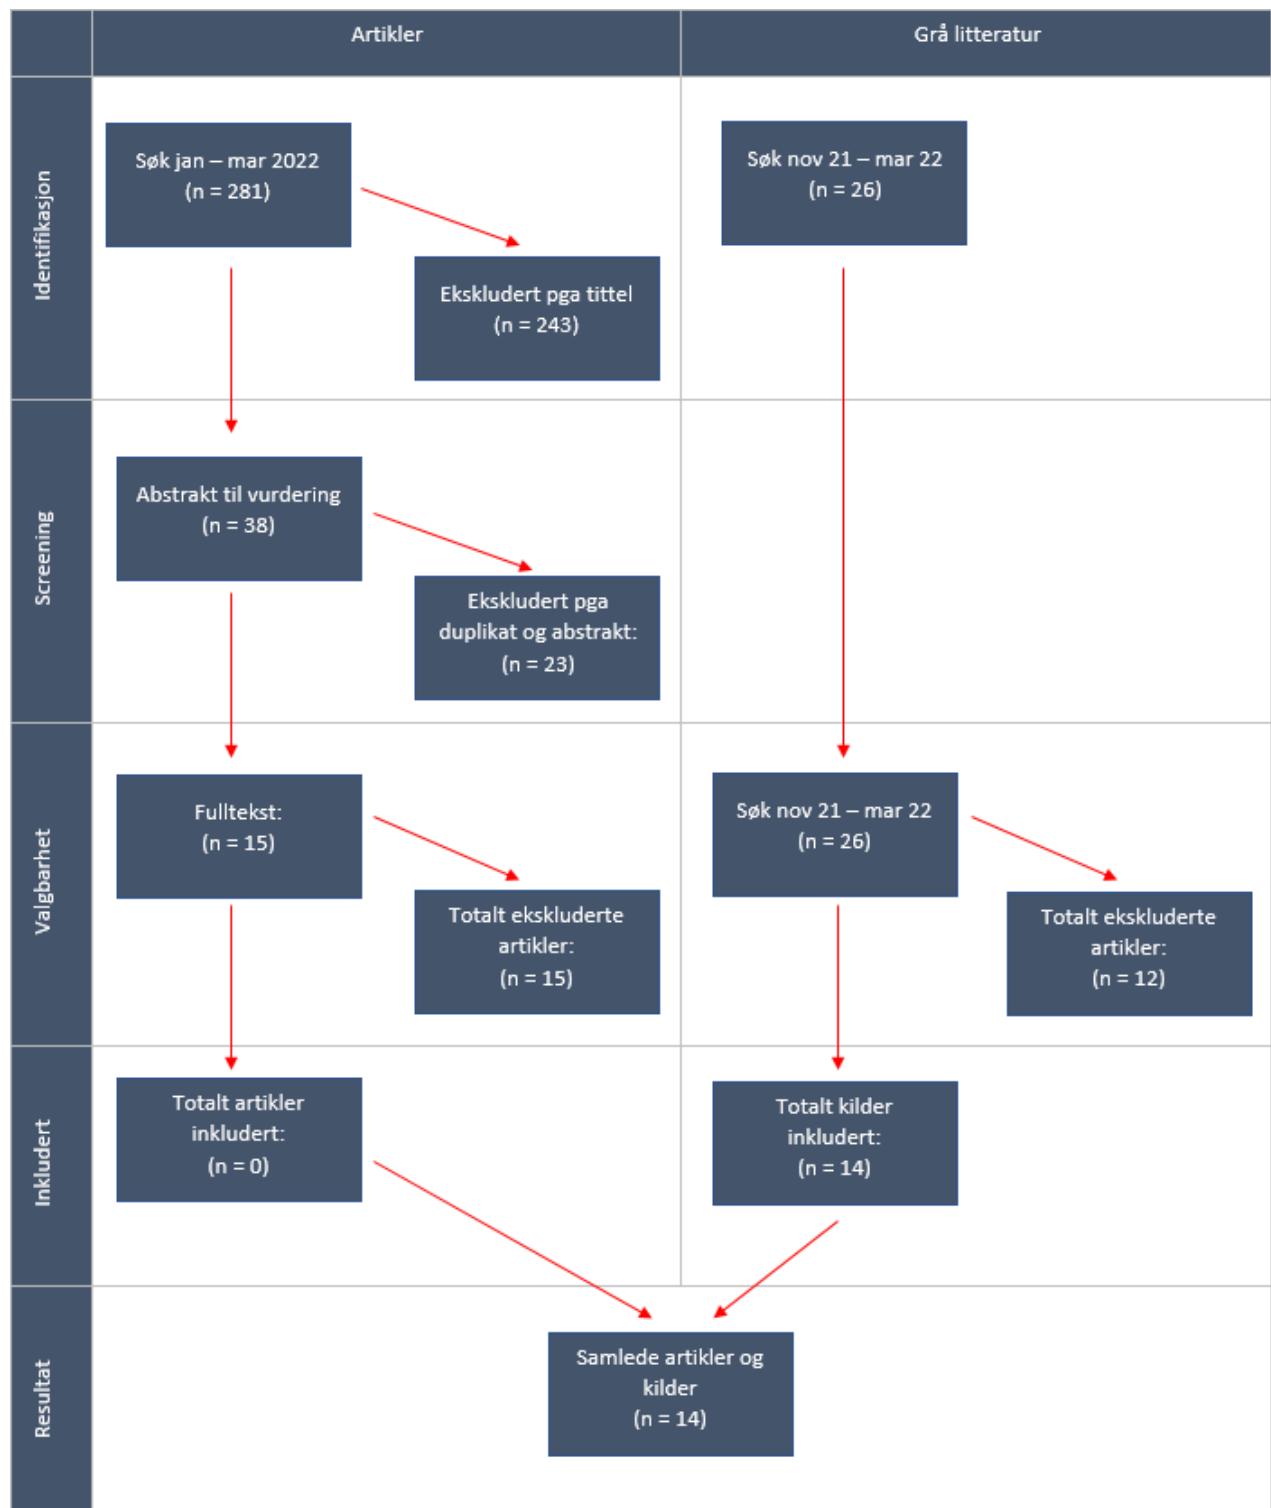 Artikler
Grå litteratur
Identifikasjon
Søk jan – mar 2022
(n = 281)
Ekskludert pga tittel
(n = 243)
Søk nov 21 – mar 22
(n = 26)
Screening
Abstrakt til vurdering
(n = 38)
Ekskludert pga
duplikat og abstrakt:
(n = 23)
Valgbarhet
Fulltekst:
(n = 15)
Totalt ekskluderte
artikler:
(n = 15)
Søk nov 21 – mar 22
(n = 26)
Totalt ekskluderte
artikler:
(n = 12)
Inkludert
Totalt artikler
inkludert:
(n = 0)
Totalt kilder
inkludert:
(n = 14)
Resultat
Samlede artikler og
kilder
(n = 14)